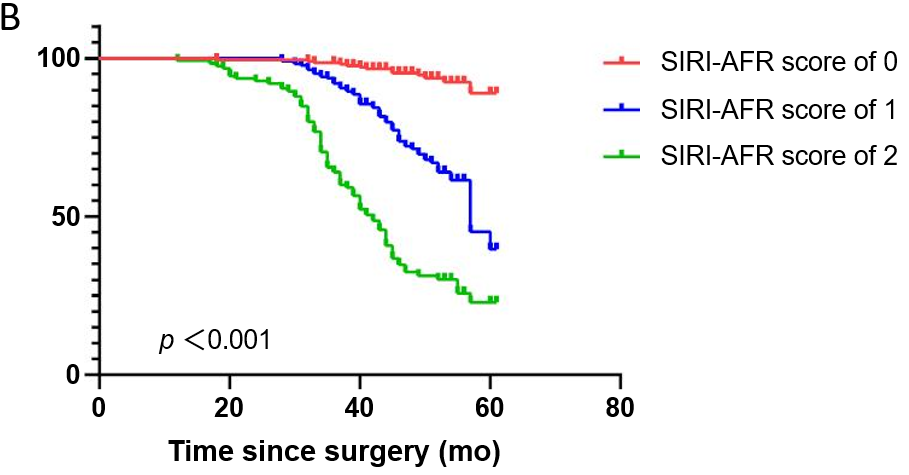 B
100
50
0
0 20 40 60 80
Time since surgery (mo)
p <0.001
SIRI-AFR score of 0
SIRI-AFR score of 1
SIRI-AFR score of 2